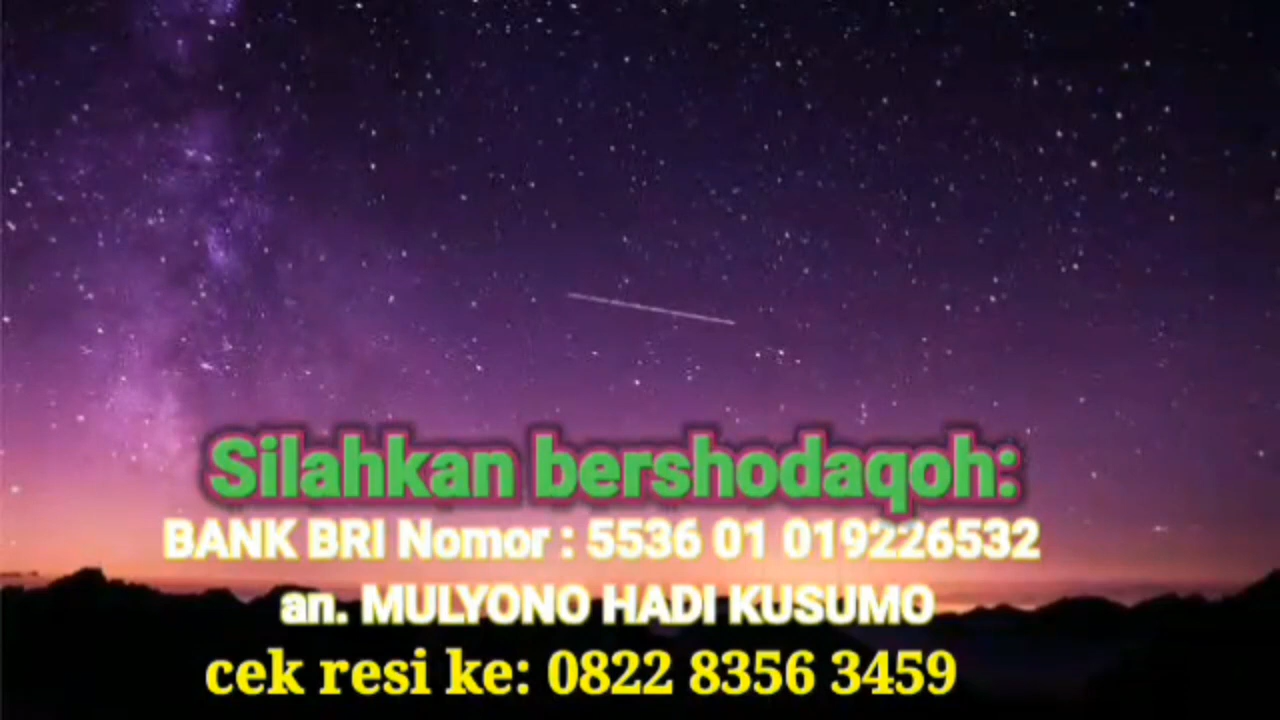 Silahkan bershodaqoh:
BANK BRI Nomor : 5536 01 019226532
an. MULYONO HADI KUSUMO
cek resi ke: 0822 8356 3459